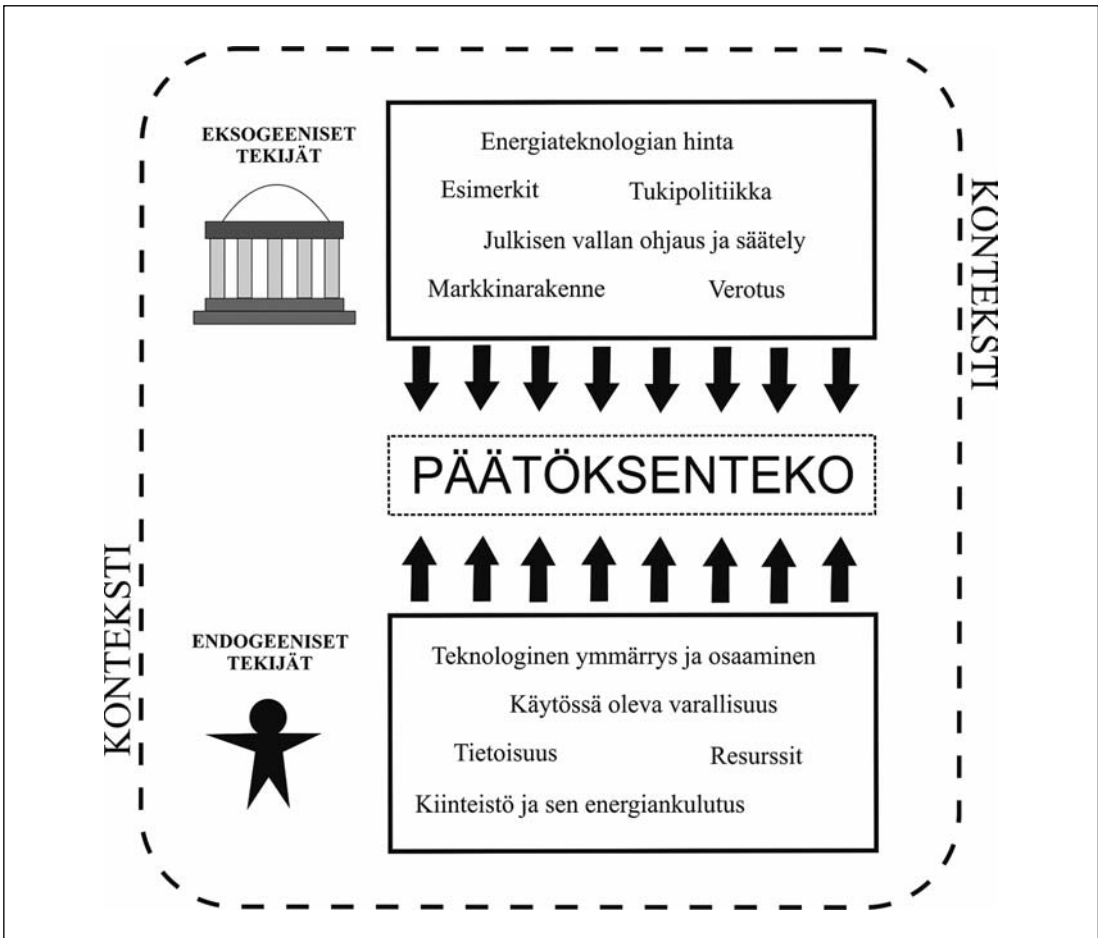 EKSOGEENISET
TEKIJÄT
Energiateknologian hinta
Esimerkit Tukipolitiikka
Julkisen vallan ohjaus ja säätely
Markkinarakenne Verotus
KONTEKSTI
PÄÄTÖKSENTEKO
KONTEKSTI
ENDOGEENISET
TEKIJÄT
Teknologinen ymmärrys ja osaaminen
Käytössä oleva varallisuus
Tietoisuus Resurssit
Kiinteistö ja sen energiankulutus